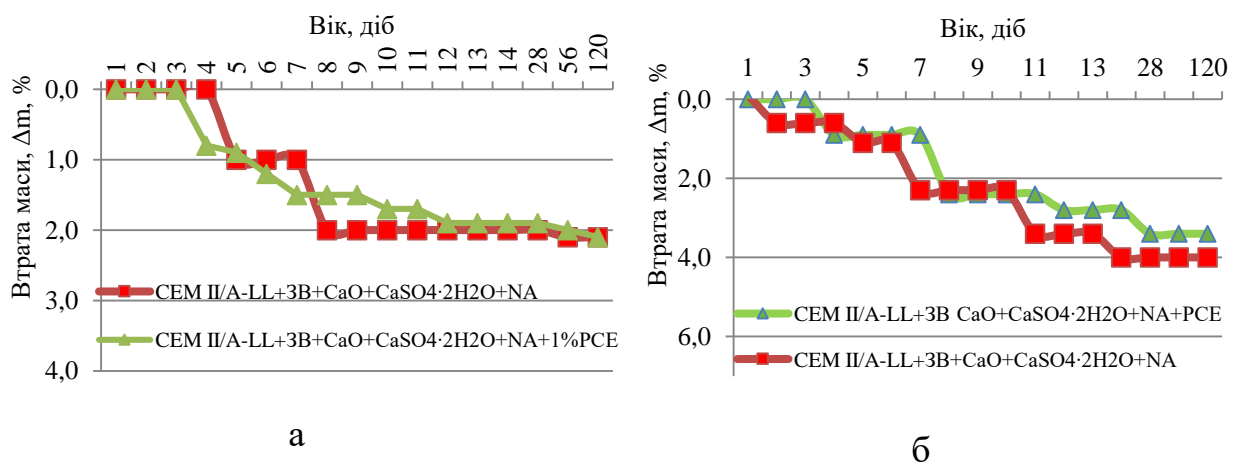 Вік, діб
1 2 3 4 5 6 7 8 9 10 11 12 13 14 28 56 120
Втрата маси, Δm, %
0,0
1,0
2,0
3,0
4,0
CEM II/A-LL+ЗВ+CaO+CaSO4·2H2O+NA
CEM II/A-LL+ЗВ+CaO+CaSO4·2H2O+NA+1%PCE
а
Вік, діб
1 3 5 7 9 11 13 28 120
Втрата маси, Δm, %
0,0
2,0
4,0
6,0
CEM II/A-LL+ЗВ CaO+CaSO4·2H2O+NA+PCE
CEM II/A-LL+ЗВ+CaO+CaSO4·2H2O+NA
б